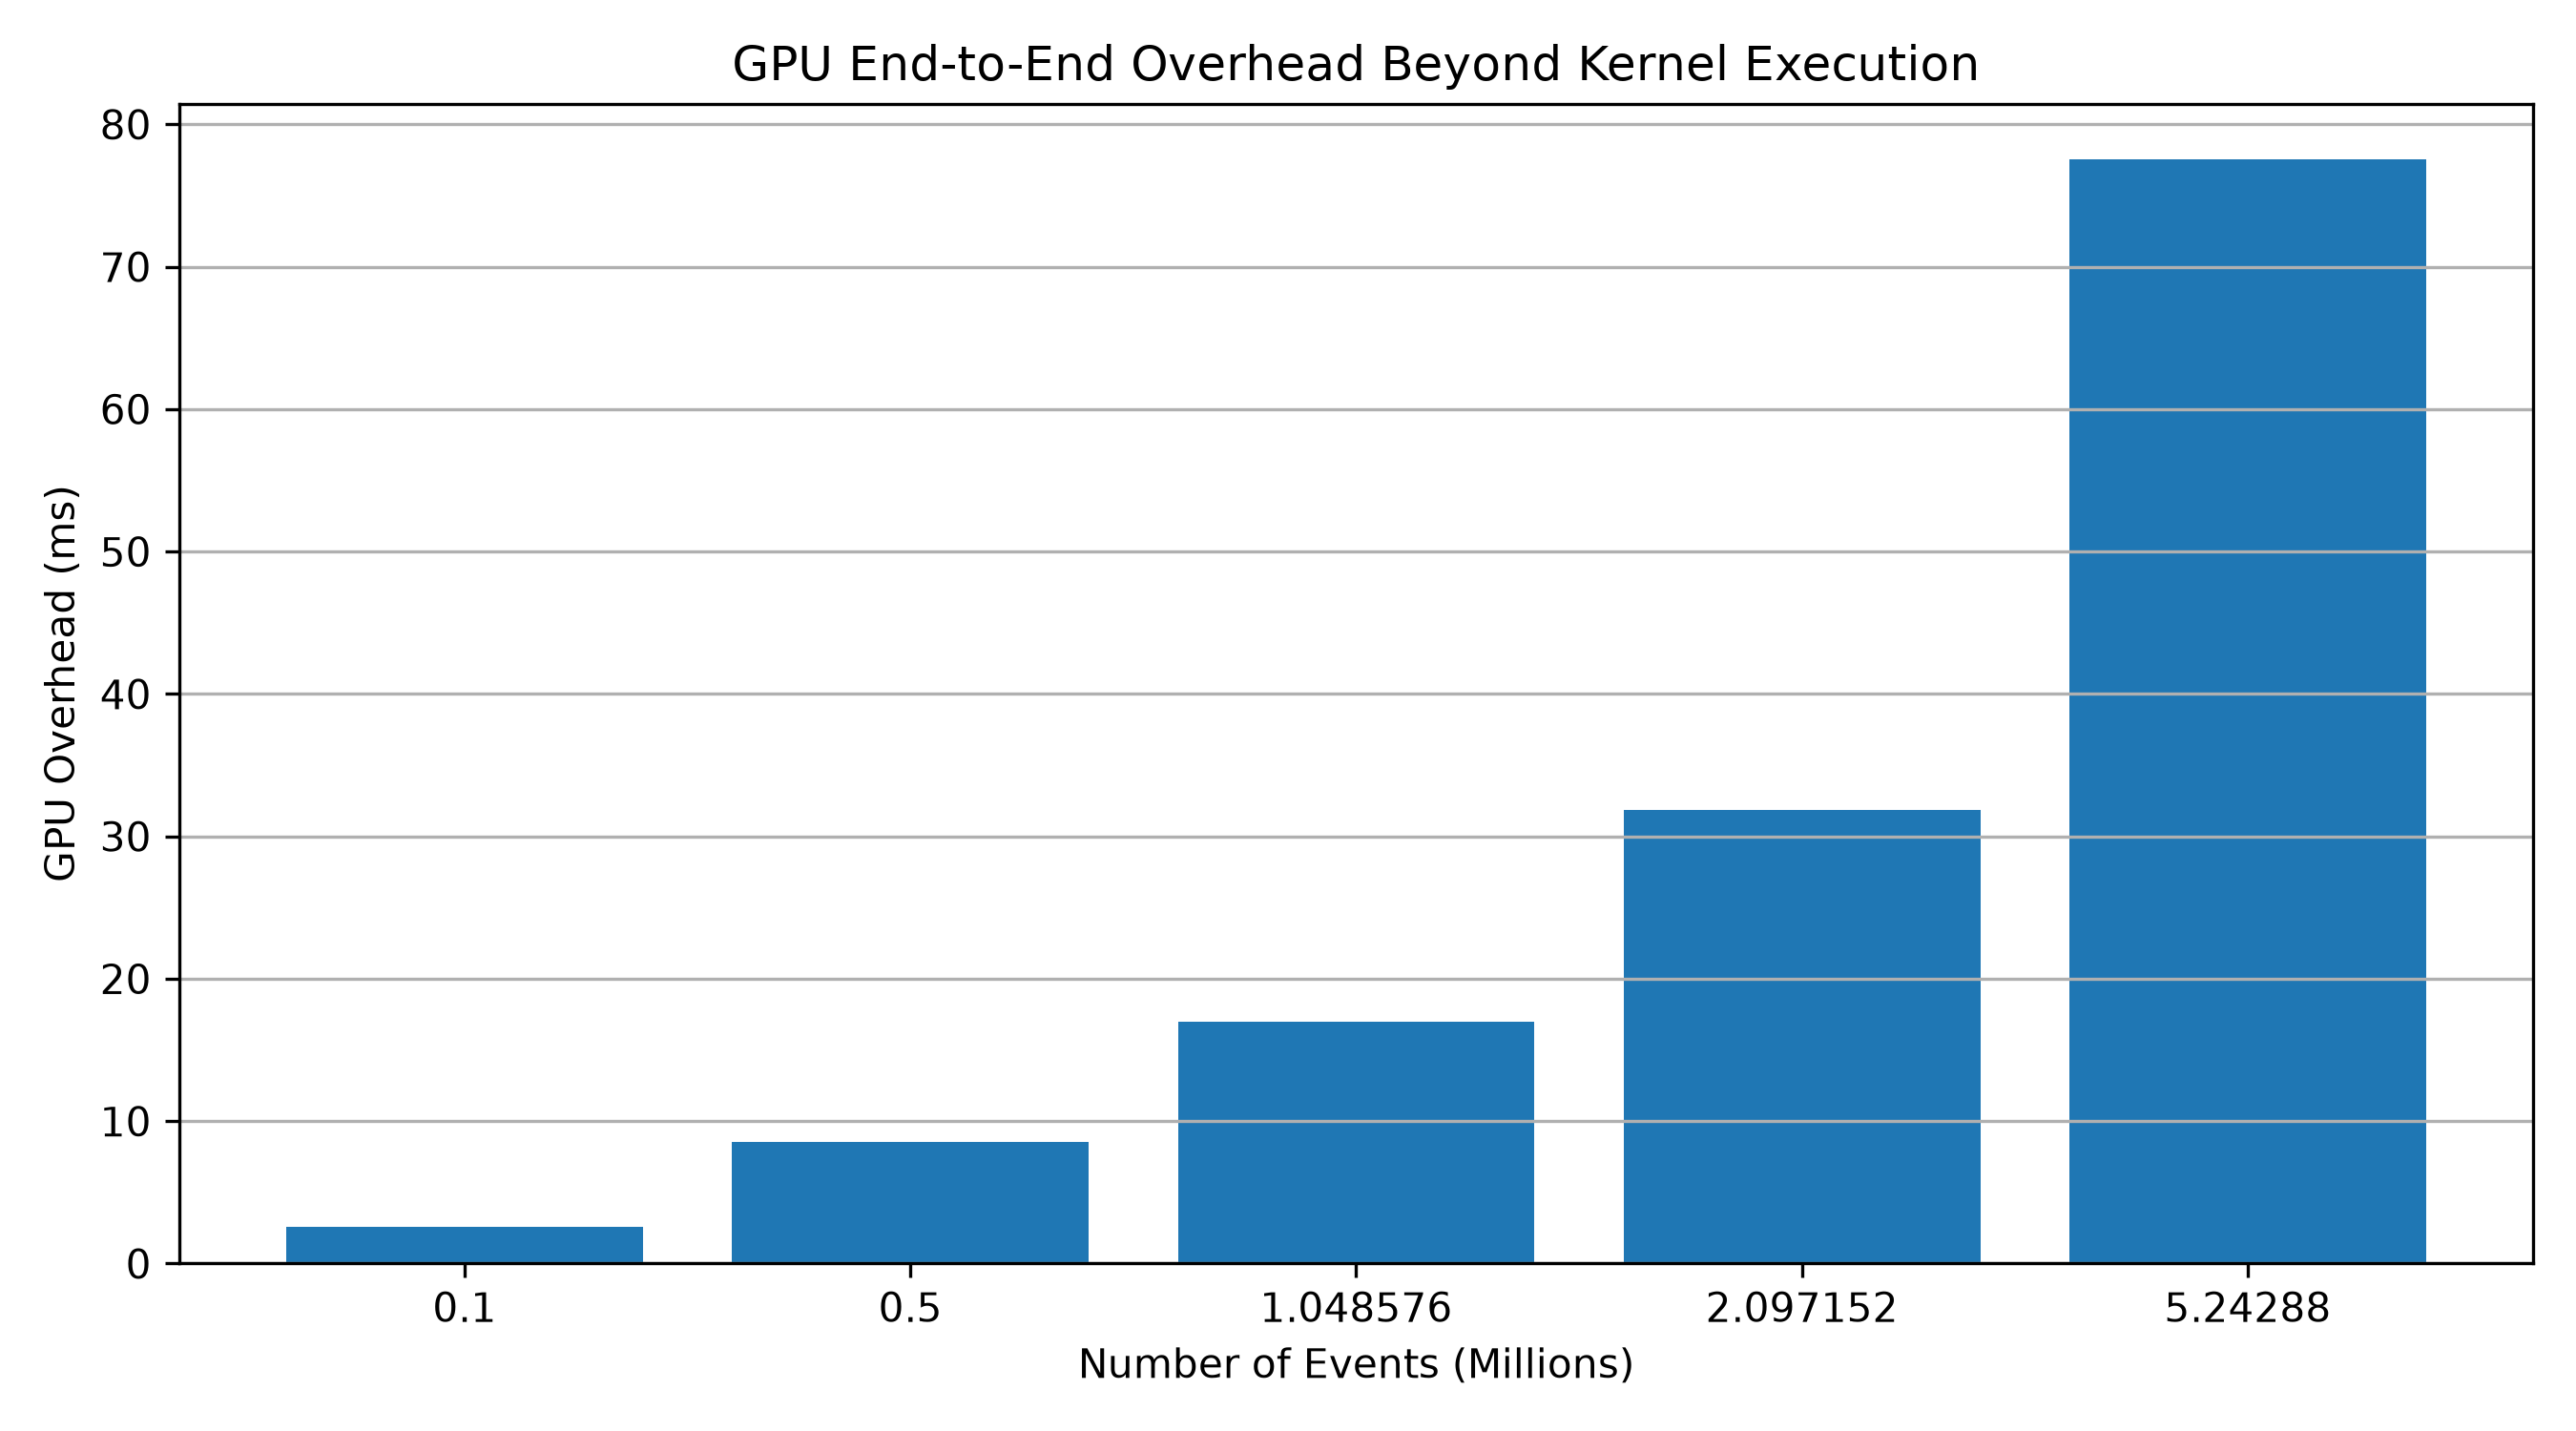 GPU End-to-End Overhead Beyond Kernel Execution
80
70
60
50
40
30
20
10
0
GPU Overhead (ms)
0.1 0.5 1.048576 2.097152 5.24288
Number of Events (Millions)